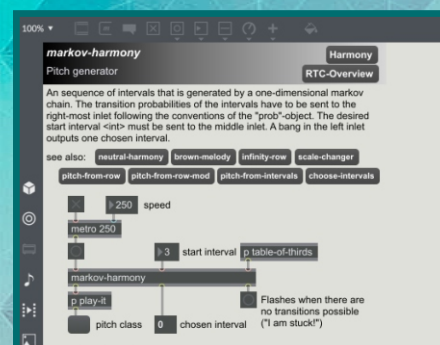 100% ▾
markov-harmony
Harmony
Pitch generator
RTC-Overview
An sequence of intervals that is generated by a one-dimensional markov
chain. The transition probabilities of the intervals have to be sent to the
right-most inlet following the conventions of the "prob"-object. The desired
start interval <int> must be sent to the middle inlet. A bang in the left inlet
outputs one chosen interval.
see also: neutral-harmony brown-melody infinity-row scale-changer
pitch-from-row pitch-from-row-mod pitch-from-intervals choose-intervals
250 speed
metro 250
3 start interval p table-of-thirds
markov-harmony
p play-it
Flashes when there are
no transitions possible
("I am stuck!")
pitch class 0 chosen interval